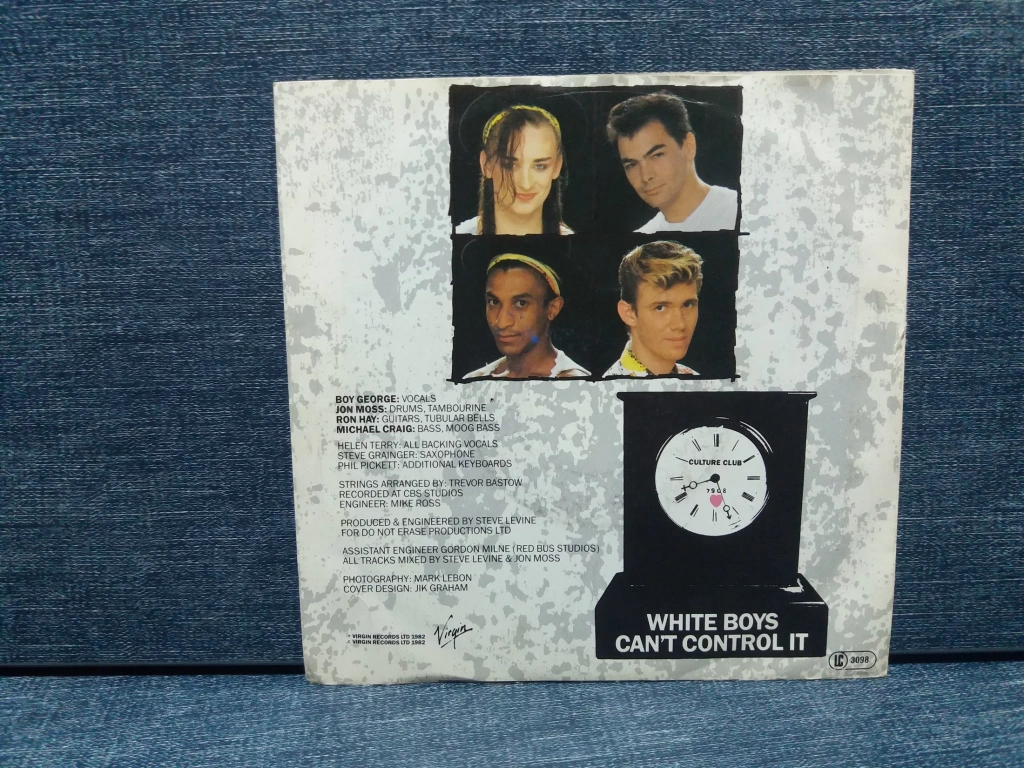 BOY GEORGE: VOCALS
JON MOSS: DRUMS, TAMBOURINE
RON HAY: GUITARS, TUBULAR BELLS
MICHAEL CRAIG: BASS, MOOG BASS
HELEN TERRY: ALL BACKING VOCALS
STEVE GRAINGER: SAXOPHONE
PHIL PICKETT: ADDITIONAL KEYBOARDS
STRINGS ARRANGED BY: TREVOR BASTOW
RECORDED AT CBS STUDIOS
ENGINEER: MIKE ROSS
PRODUCED & ENGINEERED BY STEVE LEVINE
FOR DO NOT ERASE PRODUCTIONS LTD
ASSISTANT ENGINEER GORDON MILNE (RED BUS STUDIOS)
ALL TRACKS MIXED BY STEVE LEVINE & JON MOSS
PHOTOGRAPHY: MARK LEBON
COVER DESIGN: JIK GRAHAM
VIRGIN RECORDS LTD 1982
VIRGIN RECORDS LTD 1982
Virgin
CULTURE CLUB
WHITE BOYS
CAN'T CONTROL IT
LC 3098